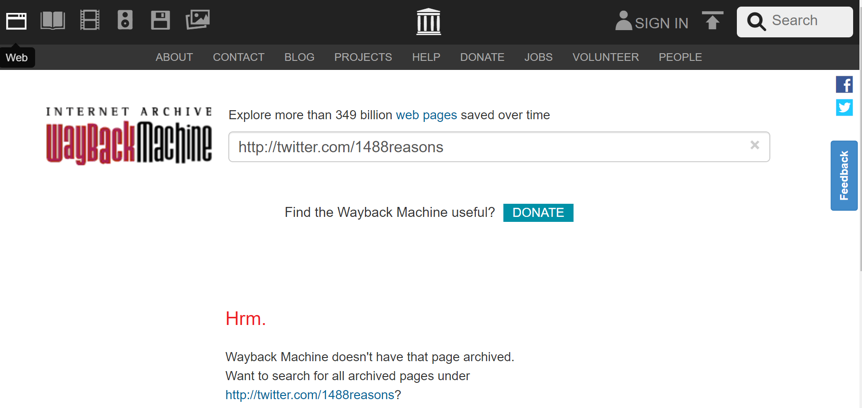 SIGN IN
Search
Web
ABOUT CONTACT BLOG PROJECTS HELP DONATE JOBS VOLUNTEER PEOPLE
INTERNET ARCHIVE
WayBackMachine
Explore more than 349 billion web pages saved over time
http://twitter.com/1488reasons
Feedback
Find the Wayback Machine useful? DONATE
Hrm.
Wayback Machine doesn't have that page archived.
Want to search for all archived pages under
http://twitter.com/1488reasons?